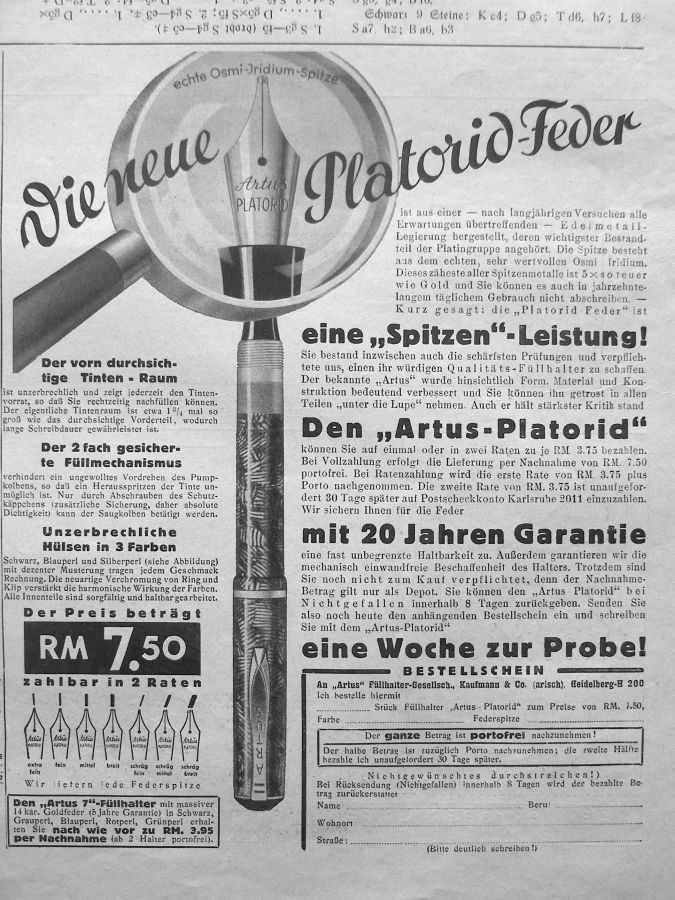 Schwarz 9 Steine: K c4; D g5; T d6, h7; L f8
S a7, h2; B a6, b3
echte Osmi-Iridium-Spitze
Die neue Platorid-Feder
Artus
PLATORID
ist aus einer — nach langjährigen Versuchen alle
Erwartungen übertreffenden — Edelmetall-
Legierung hergestellt, deren wichtigster Bestand-
teil der Platingruppe angehört. Die Spitze besteht
aus dem echten, sehr wertvollen Osmi Iridium.
Dieses zäheste aller Spitzenmetalle ist 5×so teuer
wie Gold und Sie können es auch in jahrzehnte-
langem täglichem Gebrauch nicht abschreiben. —
Kurz gesagt: die „Platorid-Feder" ist
eine „Spitzen"-Leistung!
Sie bestand inzwischen auch die schärfsten Prüfungen und verpflich-
tete uns, einen ihr würdigen Qualitäts-Füllhalter zu schaffen.
Der bekannte „Artus" wurde hinsichtlich Form. Material und Kon-
struktion bedeutend verbessert und Sie können ihn getrost in allen
Teilen „unter die Lupe" nehmen. Auch er hält stärkster Kritik stand
Den „Artus-Platorid"
können Sie auf einmal oder in zwei Raten zu je RM. 3.75 bezahlen.
Bei Vollzahlung erfolgt die Lieferung per Nachnahme von RM. 7.50
portofrei. Bei Ratenzahlung wird die erste Rate von RM. 3.75 plus
Porto nachgenommen. Die zweite Rate von RM. 3.75 ist unaufgefor-
dert 30 Tage später auf Postscheckkonto Karlsruhe 2011 einzuzahlen.
Wir sichern Ihnen für die Feder
mit 20 Jahren Garantie
eine fast unbegrenzte Haltbarkeit zu. Außerdem garantieren wir die
mechanisch einwandfreie Beschaffenheit des Halters. Trotzdem sind
Sie noch nicht zum Kauf verpflichtet, denn der Nachnahme-
Betrag gilt nur als Depot. Sie können den „Artus Platorid" bei
Nichtgefallen innerhalb 8 Tagen zurückgeben. Senden Sie
also noch heute den anhängenden Bestellschein ein und schreiben
Sie mit dem „Artus-Platorid"
eine Woche zur Probe!
Der vorn durchsich-
tige Tinten - Raum
ist unzerbrechlich und zeigt jederzeit den Tinten-
vorrat, so daß Sie rechtzeitig nachfüllen können.
Der eigentliche Tintenraum ist etwa 1 3/4 mal so
groß wie das durchsichtige Vorderteil, wodurch
lange Schreibdauer gewährleistet ist.
Der 2 fach gesicher-
te Füllmechanismus
verhindert ein ungewolltes Vordrehen des Pump-
kolbens, so daß ein Herausspritzen der Tinte un-
möglich ist. Nur durch Abschrauben des Schutz-
käppchens (zusätzliche Sicherung, daher absolute
Dichtigkeit) kann der Saugkolben betätigt werden.
Unzerbrechliche
Hülsen in 3 Farben
Schwarz, Blauperl und Silberperl (siehe Abbildung)
mit dezenter Musterung tragen jedem Geschmack
Rechnung. Die neuartige Verchromung von Ring und
Klip verstärkt die harmonische Wirkung der Farben.
Alle Innenteile sind sorgfältig und haltbar gearbeitet.
Der Preis beträgt
RM 7.50
zahlbar in 2 Raten
extra fein
fein
mittel
breit
schräg fein
schräg mittel
schräg breit
Wir liefern jede Federspitze
Den „Artus 7"-Füllhalter mit massiver
14 kar. Goldfeder (5 Jahre Garantie) in Schwarz,
Grauperl, Blauperl, Rotperl, Grünperl erhal-
ten Sie nach wie vor zu RM. 3.95
per Nachnahme (ab 2 Halter portofrei).
ARTUS
BESTELLSCHEIN
An „Artus" Füllhalter-Gesellsch., Kaufmann & Co. (arisch), Heidelberg-H 200
Ich bestelle hiermit
Stück Füllhalter „Artus-Platorid" zum Preise von RM. 7.50,
Farbe Federspitze
Der ganze Betrag ist portofrei nachzunehmen!
Der halbe Betrag ist zuzüglich Porto nachzunehmen; die zweite Hälfte
bezahle ich unaufgefordert 30 Tage später.
Nichtgewünschtes durchstreichen!)
Bei Rücksendung (Nichtgefallen) innerhalb 8 Tagen wird der bezahlte Be-
trag zurückerstattet
Name Beruf
Wohnort
Straße:
(Bitte deutlich schreiben!)